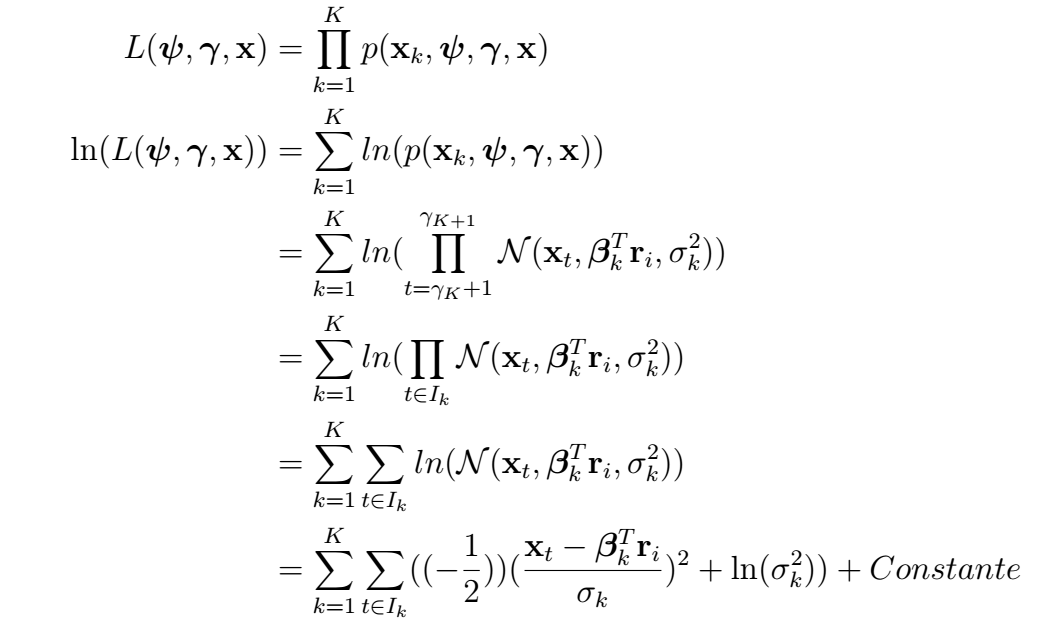 L(ψ, γ, x) = ∏_{k=1}^{K} p(x_k, ψ, γ, x)
ln(L(ψ, γ, x)) = ∑_{k=1}^{K} ln(p(x_k, ψ, γ, x))
= ∑_{k=1}^{K} ln(∏_{t=γ_K+1}^{γ_{K+1}} 𝒩(x_t, β_k^T r_i, σ_k^2))
= ∑_{k=1}^{K} ln(∏_{t∈I_k} 𝒩(x_t, β_k^T r_i, σ_k^2))
= ∑_{k=1}^{K} ∑_{t∈I_k} ln(𝒩(x_t, β_k^T r_i, σ_k^2))
= ∑_{k=1}^{K} ∑_{t∈I_k} ((-\frac{1}{2}))(\frac{x_t - β_k^T r_i}{σ_k})^2 + ln(σ_k^2)) + Constante